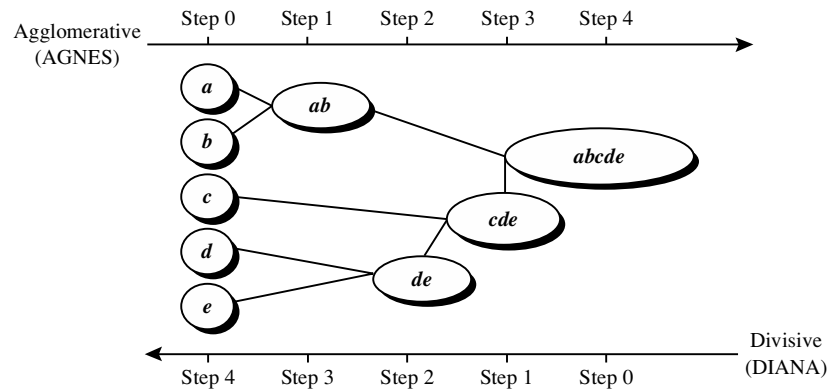 Step 0 Step 1 Step 2 Step 3 Step 4
Agglomerative
(AGNES)
a
ab
b
abcde
c
cde
d
de
e
Divisive
(DIANA)
Step 4 Step 3 Step 2 Step 1 Step 0